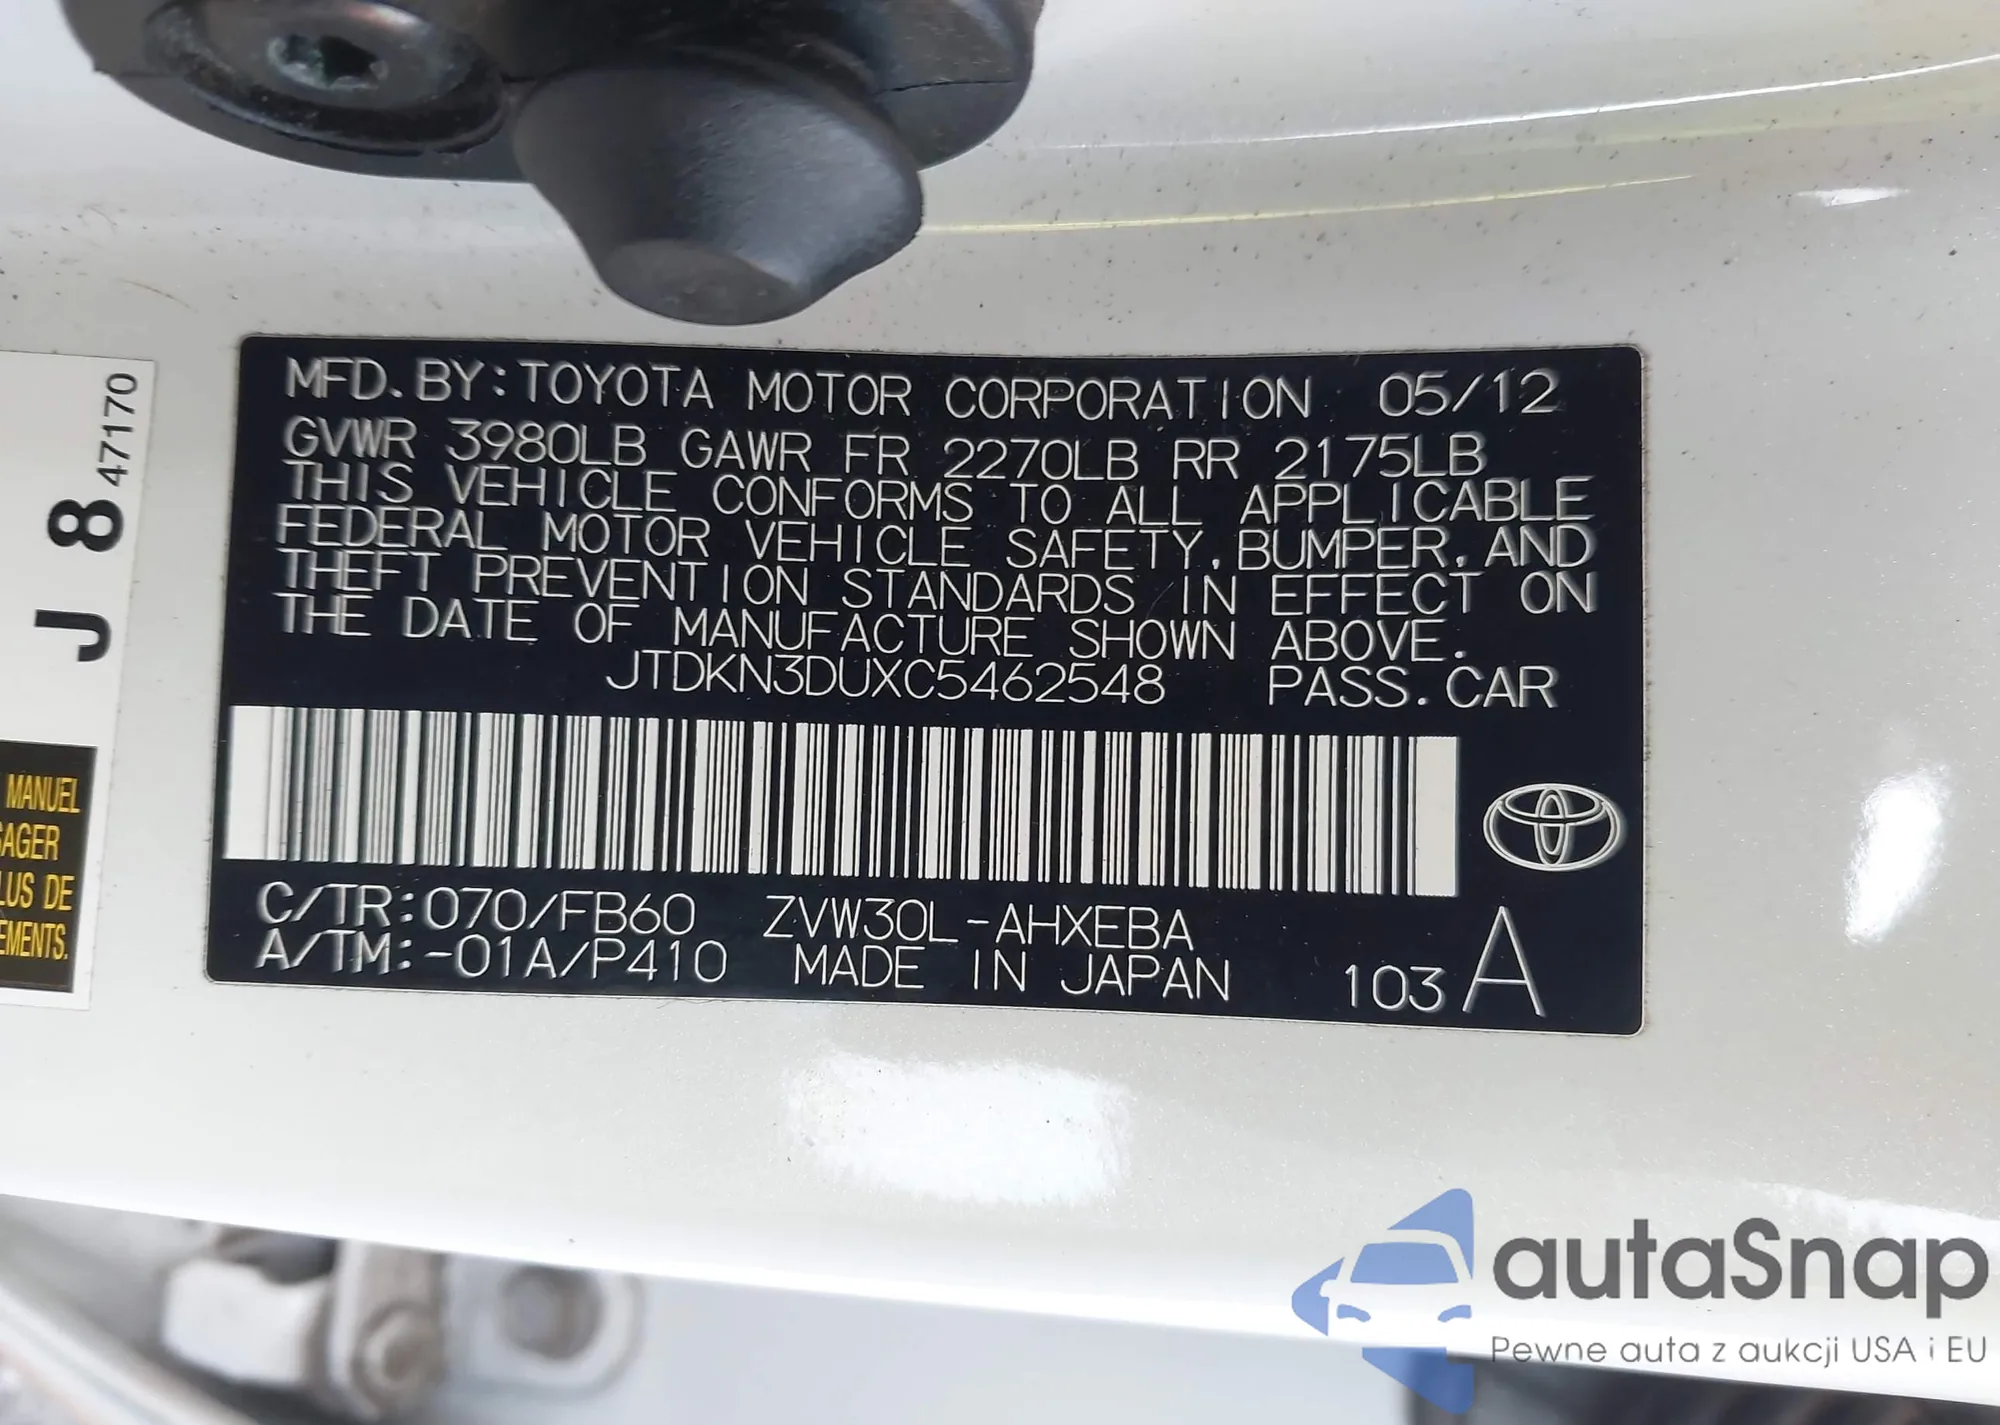 MFD. BY: TOYOTA MOTOR CORPORATION 05/12
GVWR 3980LB GAWR FR 2270LB RR 2175LB
THIS VEHICLE CONFORMS TO ALL APPLICABLE
FEDERAL MOTOR VEHICLE SAFETY, BUMPER, AND
THEFT PREVENTION STANDARDS IN EFFECT ON
THE DATE OF MANUFACTURE SHOWN ABOVE.
JTDKN3DUXC5462548 PASS. CAR
C/TR: 070/FB60 ZVW30L-AHXEBA
A/TM: -01A/P410 MADE IN JAPAN 103 A
J 8 47170
MANUEL
SAGER
LUS DE
EMENTS.
autaSnap
Pewne auta z aukcji USA i EU